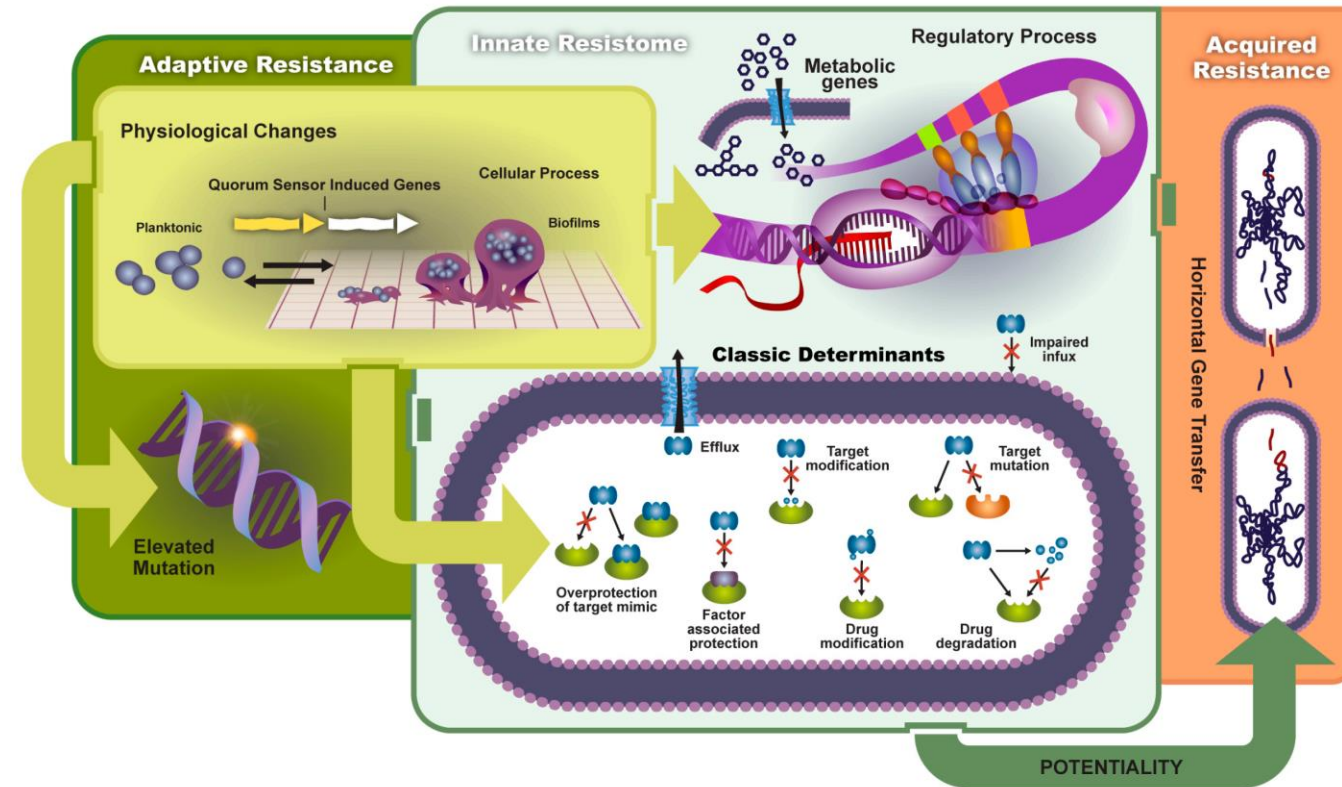 Adaptive Resistance
Physiological Changes
Quorum Sensor Induced Genes
Cellular Process
Planktonic
Biofilms
Elevated
Mutation
Innate Resistome
Metabolic
genes
Regulatory Process
Classic Determinants
Impaired
infux
Efflux
Target
modification
Target
mutation
Overprotection
of target mimic
Factor
associated
protection
Drug
modification
Drug
degradation
Acquired
Resistance
Horizontal Gene Transfer
POTENTIALITY